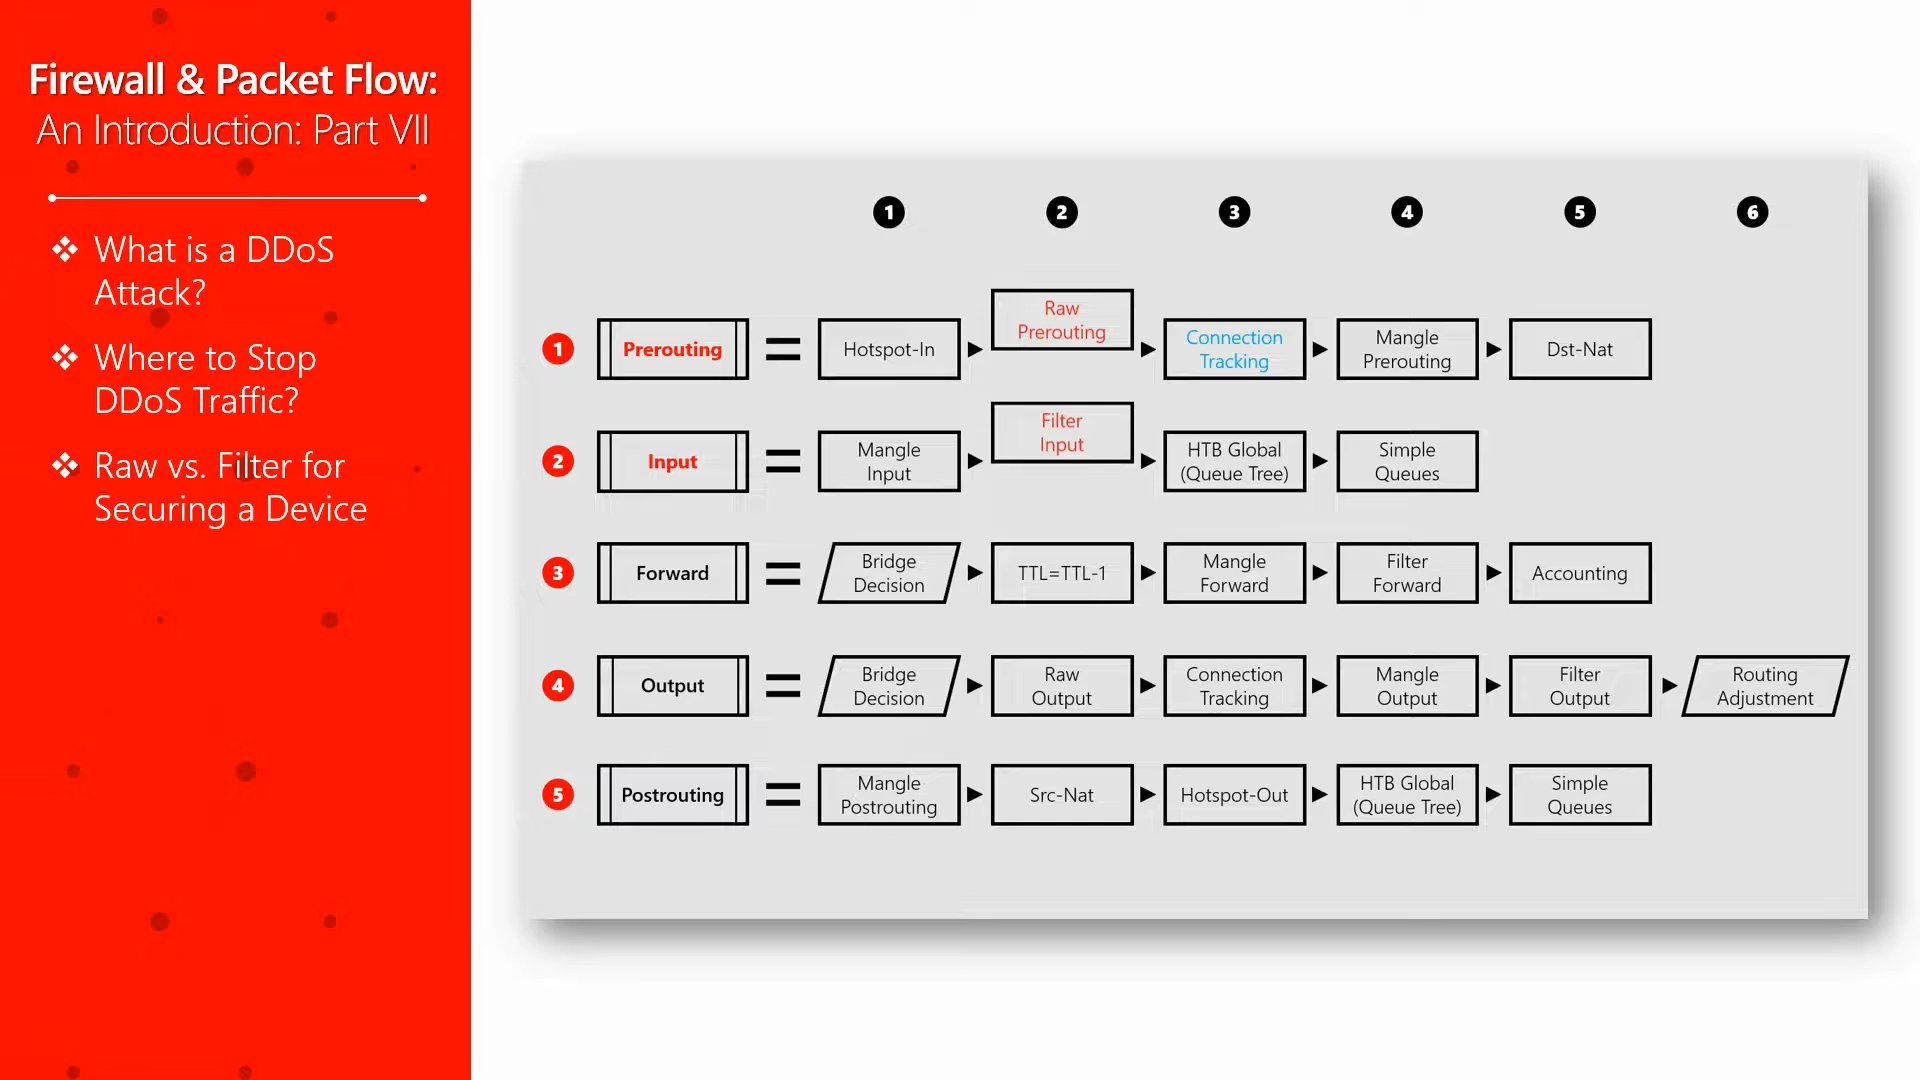 Firewall & Packet Flow:
An Introduction: Part VII
What is a DDoS
Attack?
Where to Stop
DDoS Traffic?
Raw vs. Filter for
Securing a Device
1 2 3 4 5 6
1 Prerouting = Hotspot-In
Raw
Prerouting
Connection
Tracking
Mangle
Prerouting
Dst-Nat
2 Input =
Mangle
Input
Filter
Input
HTB Global
(Queue Tree)
Simple
Queues
3 Forward =
Bridge
Decision
TTL=TTL-1
Mangle
Forward
Filter
Forward
Accounting
4 Output =
Bridge
Decision
Raw
Output
Connection
Tracking
Mangle
Output
Filter
Output
Routing
Adjustment
5 Postrouting =
Mangle
Postrouting
Src-Nat
Hotspot-Out
HTB Global
(Queue Tree)
Simple
Queues